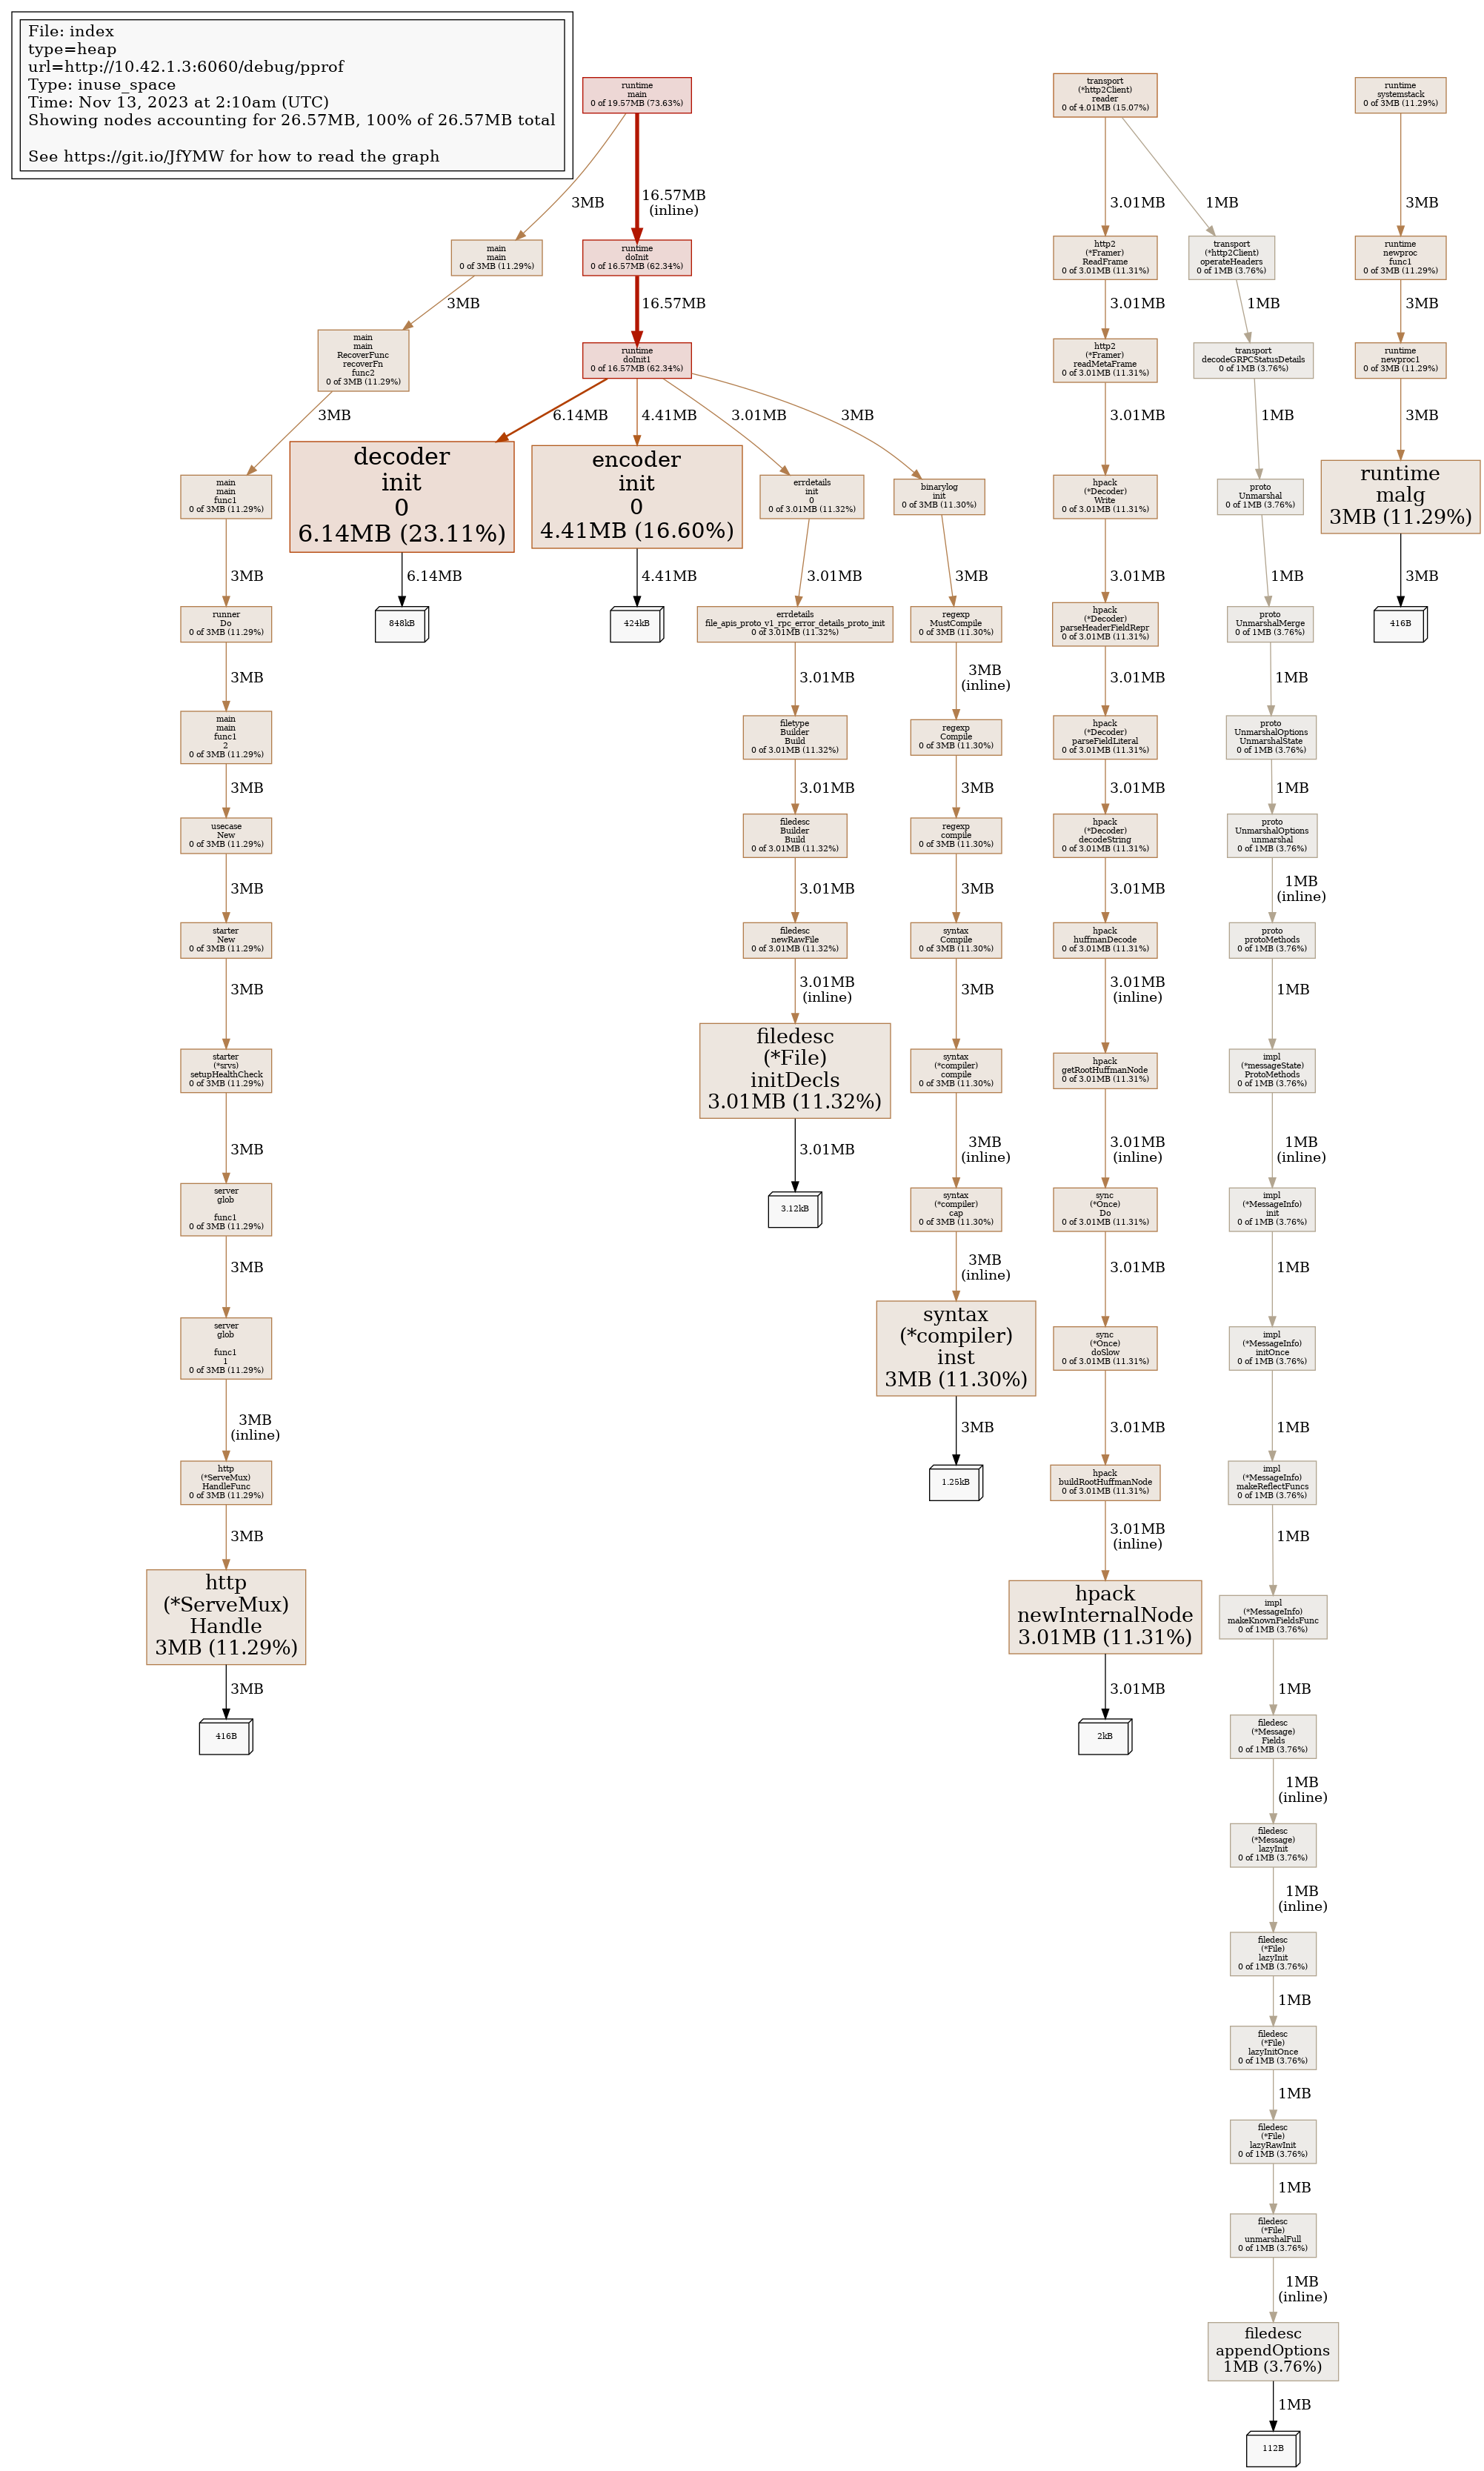 File: index
type=heap
url=http://10.42.1.3:6060/debug/pprof
Type: inuse_space
Time: Nov 13, 2023 at 2:10am (UTC)
Showing nodes accounting for 26.57MB, 100% of 26.57MB total
See https://git.io/JfYMW for how to read the graph
runtime
main
0 of 19.57MB (73.63%)
3MB
16.57MB
(inline)
main
main
0 of 3MB (11.29%)
runtime
doInit
0 of 16.57MB (62.34%)
3MB
16.57MB
main
main
RecoverFunc
recoverFn
func2
0 of 3MB (11.29%)
runtime
doInit1
0 of 16.57MB (62.34%)
3MB
6.14MB
4.41MB
3.01MB
3MB
main
main
func1
0 of 3MB (11.29%)
3MB
runner
Do
0 of 3MB (11.29%)
3MB
main
main
func1
2
0 of 3MB (11.29%)
3MB
usecase
New
0 of 3MB (11.29%)
3MB
starter
New
0 of 3MB (11.29%)
3MB
starter
(*srvs)
setupHealthCheck
0 of 3MB (11.29%)
3MB
server
glob
func1
0 of 3MB (11.29%)
3MB
server
glob
func1
1
0 of 3MB (11.29%)
3MB
(inline)
http
(*ServeMux)
HandleFunc
0 of 3MB (11.29%)
3MB
http
(*ServeMux)
Handle
3MB (11.29%)
3MB
416B
decoder
init
0
6.14MB (23.11%)
6.14MB
848kB
encoder
init
0
4.41MB (16.60%)
4.41MB
424kB
errdetails
init
0
0 of 3.01MB (11.32%)
3.01MB
errdetails
file_apis_proto_v1_rpc_error_details_proto_init
0 of 3.01MB (11.32%)
3.01MB
filetype
Builder
Build
0 of 3.01MB (11.32%)
3.01MB
filedesc
Builder
Build
0 of 3.01MB (11.32%)
3.01MB
filedesc
newRawFile
0 of 3.01MB (11.32%)
3.01MB
(inline)
filedesc
(*File)
initDecls
3.01MB (11.32%)
3.01MB
3.12kB
binarylog
init
0 of 3MB (11.30%)
3MB
regexp
MustCompile
0 of 3MB (11.30%)
3MB
(inline)
regexp
Compile
0 of 3MB (11.30%)
3MB
regexp
compile
0 of 3MB (11.30%)
3MB
syntax
Compile
0 of 3MB (11.30%)
3MB
syntax
(*compiler)
compile
0 of 3MB (11.30%)
3MB
(inline)
syntax
(*compiler)
cap
0 of 3MB (11.30%)
3MB
(inline)
syntax
(*compiler)
inst
3MB (11.30%)
3MB
1.25kB
transport
(*http2Client)
reader
0 of 4.01MB (15.07%)
3.01MB
1MB
http2
(*Framer)
ReadFrame
0 of 3.01MB (11.31%)
3.01MB
http2
(*Framer)
readMetaFrame
0 of 3.01MB (11.31%)
3.01MB
hpack
(*Decoder)
Write
0 of 3.01MB (11.31%)
3.01MB
hpack
(*Decoder)
parseHeaderFieldRepr
0 of 3.01MB (11.31%)
3.01MB
hpack
(*Decoder)
parseFieldLiteral
0 of 3.01MB (11.31%)
3.01MB
hpack
(*Decoder)
decodeString
0 of 3.01MB (11.31%)
3.01MB
hpack
huffmanDecode
0 of 3.01MB (11.31%)
3.01MB
(inline)
hpack
getRootHuffmanNode
0 of 3.01MB (11.31%)
3.01MB
(inline)
sync
(*Once)
Do
0 of 3.01MB (11.31%)
3.01MB
sync
(*Once)
doSlow
0 of 3.01MB (11.31%)
3.01MB
hpack
buildRootHuffmanNode
0 of 3.01MB (11.31%)
3.01MB
(inline)
hpack
newInternalNode
3.01MB (11.31%)
3.01MB
2kB
transport
(*http2Client)
operateHeaders
0 of 1MB (3.76%)
1MB
transport
decodeGRPCStatusDetails
0 of 1MB (3.76%)
1MB
proto
Unmarshal
0 of 1MB (3.76%)
1MB
proto
UnmarshalMerge
0 of 1MB (3.76%)
1MB
proto
UnmarshalOptions
UnmarshalState
0 of 1MB (3.76%)
1MB
proto
UnmarshalOptions
unmarshal
0 of 1MB (3.76%)
1MB
(inline)
proto
protoMethods
0 of 1MB (3.76%)
1MB
impl
(*messageState)
ProtoMethods
0 of 1MB (3.76%)
1MB
(inline)
impl
(*MessageInfo)
init
0 of 1MB (3.76%)
1MB
impl
(*MessageInfo)
initOnce
0 of 1MB (3.76%)
1MB
impl
(*MessageInfo)
makeReflectFuncs
0 of 1MB (3.76%)
1MB
impl
(*MessageInfo)
makeKnownFieldsFunc
0 of 1MB (3.76%)
1MB
filedesc
(*Message)
Fields
0 of 1MB (3.76%)
1MB
(inline)
filedesc
(*Message)
lazyInit
0 of 1MB (3.76%)
1MB
(inline)
filedesc
(*File)
lazyInit
0 of 1MB (3.76%)
1MB
filedesc
(*File)
lazyInitOnce
0 of 1MB (3.76%)
1MB
filedesc
(*File)
lazyRawInit
0 of 1MB (3.76%)
1MB
filedesc
(*File)
unmarshalFull
0 of 1MB (3.76%)
1MB
(inline)
filedesc
appendOptions
1MB (3.76%)
1MB
112B
runtime
systemstack
0 of 3MB (11.29%)
3MB
runtime
newproc
func1
0 of 3MB (11.29%)
3MB
runtime
newproc1
0 of 3MB (11.29%)
3MB
runtime
malg
3MB (11.29%)
3MB
416B